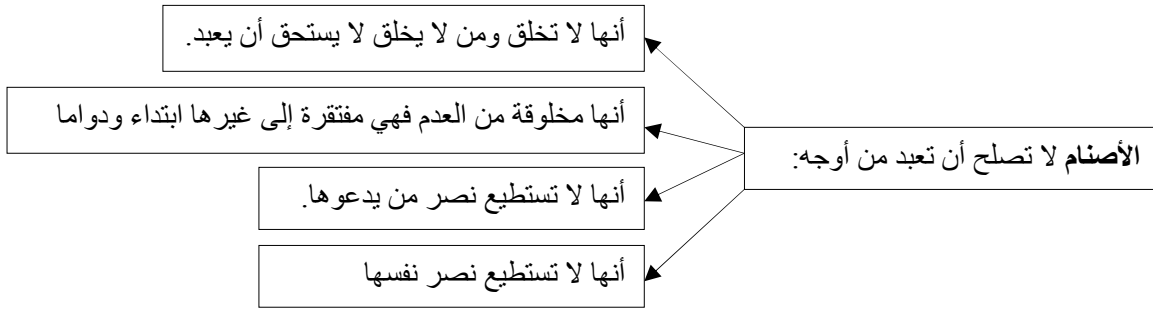 الأصنام لا تصلح أن تعبد من أوجه:
أنها لا تخلق ومن لا يخلق لا يستحق أن يعبد.
أنها مخلوقة من العدم فهي مفتقرة إلى غيرها ابتداء ودواما
أنها لا تستطيع نصر من يدعوها.
أنها لا تستطيع نصر نفسها